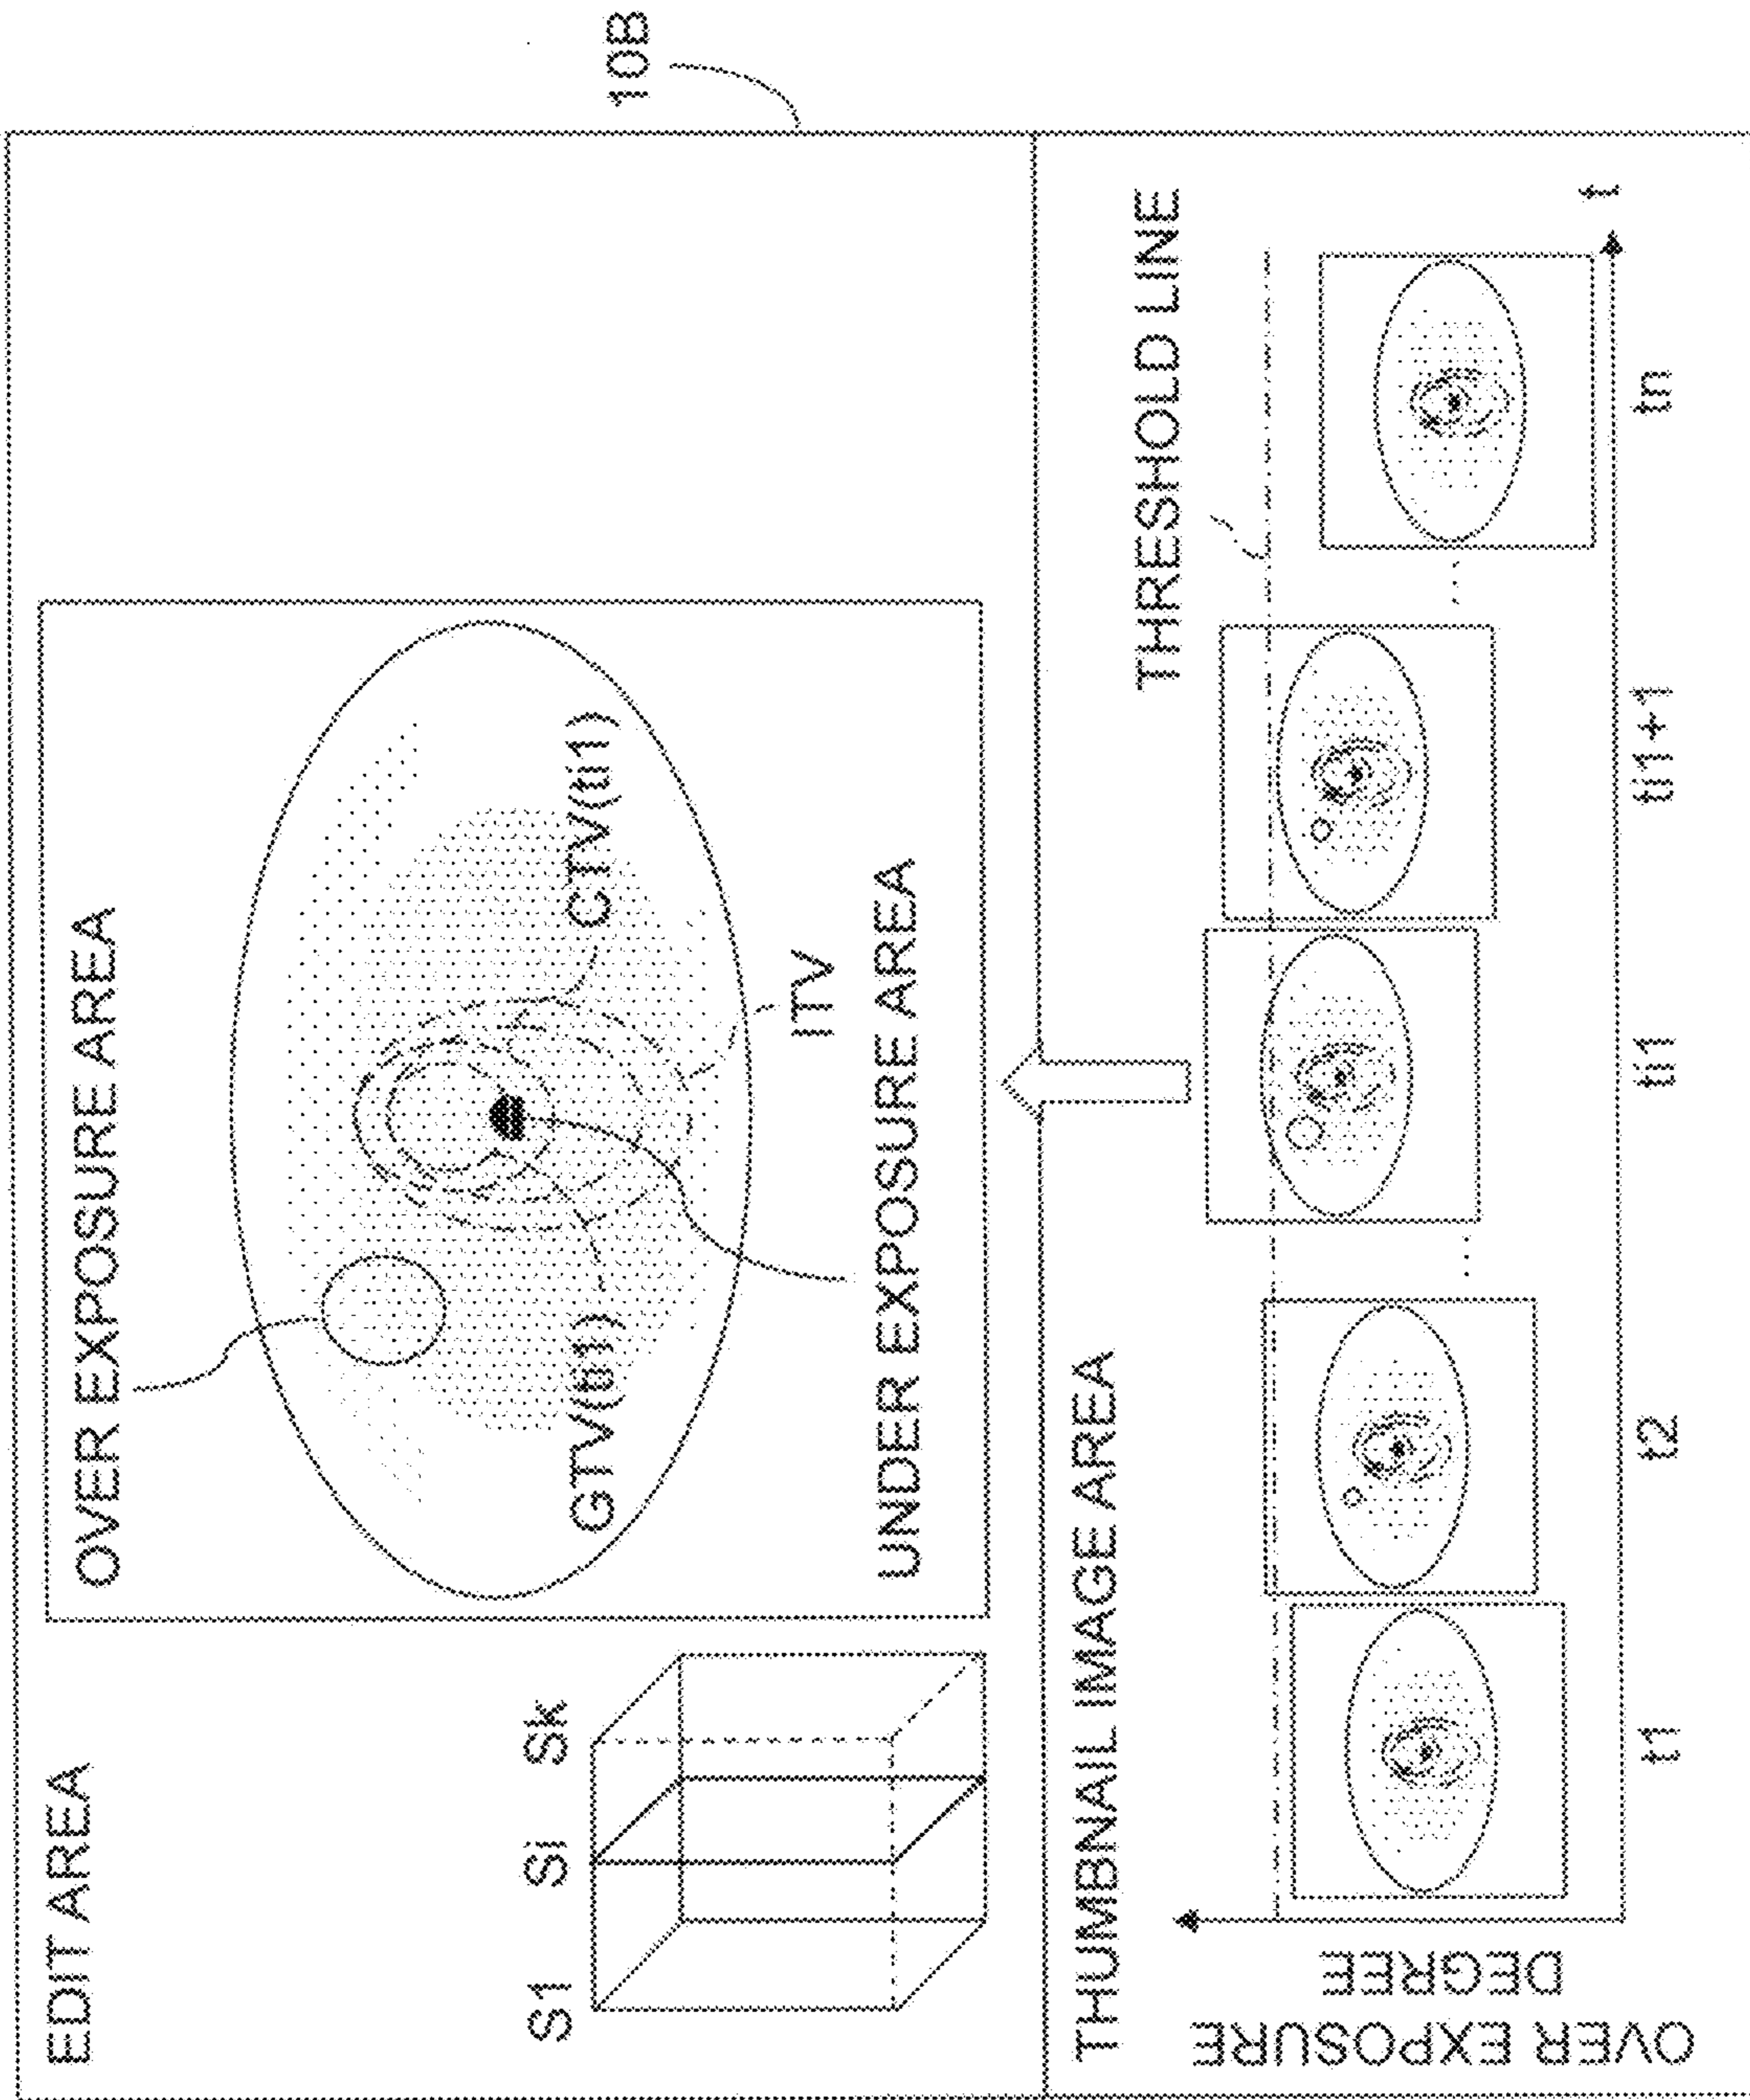 10B
EDIT AREA
S1
Si
Sk
OVER EXPOSURE AREA
GTV(ti1)
CTV(ti1)
ITV
UNDER EXPOSURE AREA
THUMBNAIL IMAGE AREA
THRESHOLD LINE
OVER EXPOSURE
DEGREE
t1
t2
...
ti1
ti1+1
...
tn
t